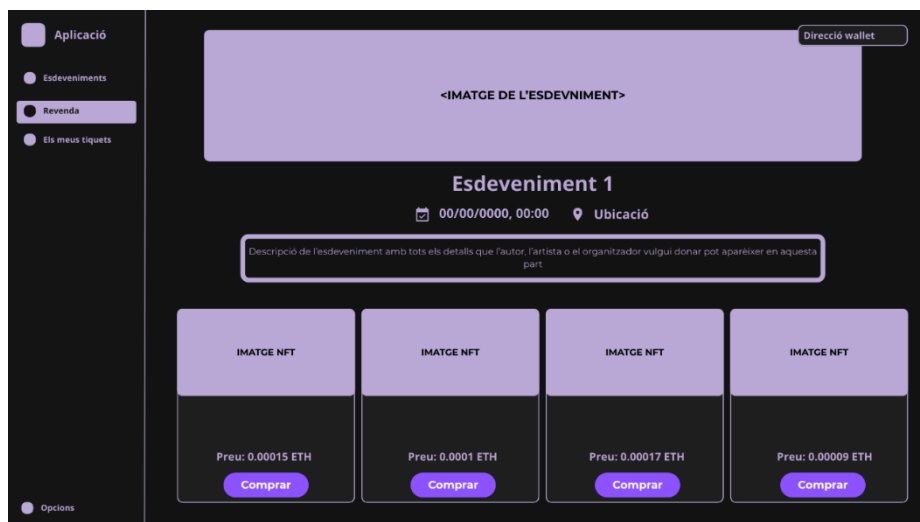 Aplicació
Esdeveniments
Revenda
Els meus tiquets
Opcions
Direcció wallet
<IMATGE DE L'ESDEVNIMENT>
Esdeveniment 1
00/00/0000, 00:00 Ubicació
Descripció de l'esdeveniment amb tots els detalls que l'autor, l'artista o el organitzador vulgui donar pot aparèixer en aquesta
part
IMATGE NFT
Preu: 0.00015 ETH
Comprar
IMATGE NFT
Preu: 0.0001 ETH
Comprar
IMATGE NFT
Preu: 0.00017 ETH
Comprar
IMATGE NFT
Preu: 0.00009 ETH
Comprar